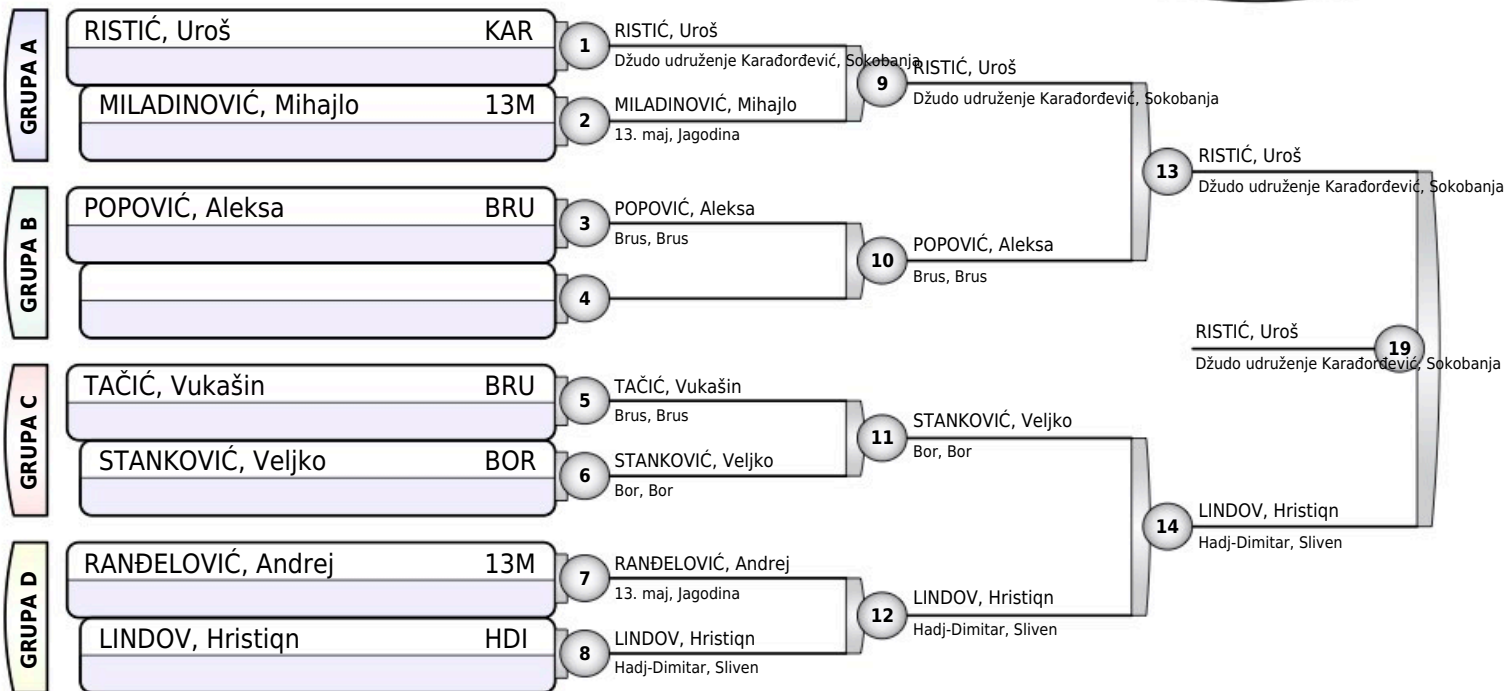 GRUPA A
RISTIĆ, Uroš KAR
MILADINOVIĆ, Mihajlo 13M
GRUPA B
POPOVIĆ, Aleksa BRU
GRUPA C
TAČIĆ, Vukašin BRU
STANKOVIĆ, Veljko BOR
GRUPA D
RANĐELOVIĆ, Andrej 13M
LINDOV, Hristiqn HDI
1
RISTIĆ, Uroš
Džudo udruženje Karađorđević, Sokobanja
2
MILADINOVIĆ, Mihajlo
13. maj, Jagodina
3
POPOVIĆ, Aleksa
Brus, Brus
4
5
TAČIĆ, Vukašin
Brus, Brus
6
STANKOVIĆ, Veljko
Bor, Bor
7
RANĐELOVIĆ, Andrej
13. maj, Jagodina
8
LINDOV, Hristiqn
Hadj-Dimitar, Sliven
9
RISTIĆ, Uroš
Džudo udruženje Karađorđević, Sokobanja
10
POPOVIĆ, Aleksa
Brus, Brus
11
STANKOVIĆ, Veljko
Bor, Bor
12
LINDOV, Hristiqn
Hadj-Dimitar, Sliven
13
RISTIĆ, Uroš
Džudo udruženje Karađorđević, Sokobanja
14
LINDOV, Hristiqn
Hadj-Dimitar, Sliven
RISTIĆ, Uroš
19
Džudo udruženje Karađorđević, Sokobanja